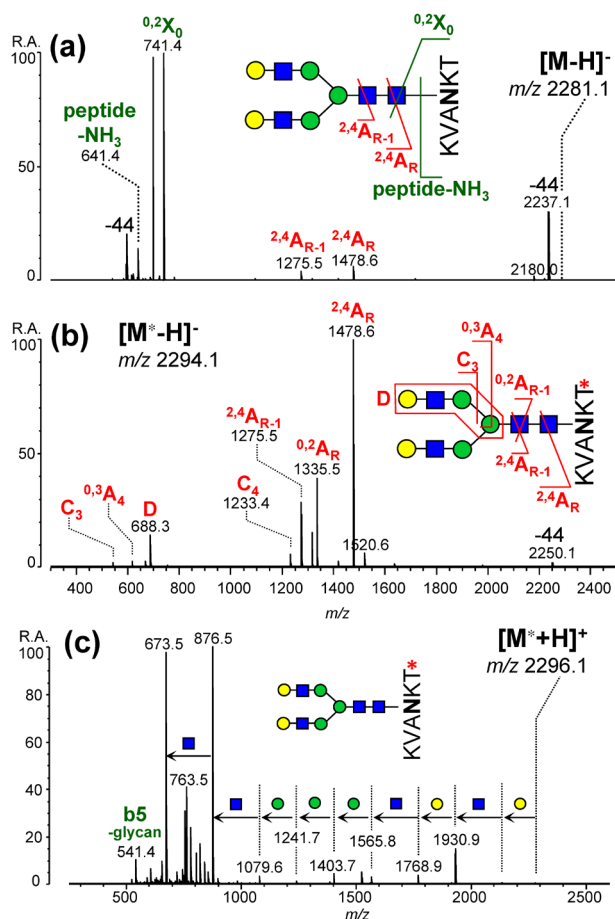 R.A.
(a)
0,2X0
741.4
0,2X0
[M-H]-
m/z 2281.1
100
peptide
-NH3
641.4
KVANKT
2,4AR-1
2,4AR
peptide-NH3
-44
2237.1
50
-44
2,4AR-1
1275.5
2,4AR
1478.6
2180.0
0
R.A.
(b)
[M*-H]-
m/z 2294.1
2,4AR
1478.6
100
0,3A4
C3
D
0,2AR-1
KVANKT*
2,4AR-1
1275.5
0,2AR
1335.5
2,4AR-1
2,4AR
50
C4
1233.4
C3
0,3A4
D
688.3
1520.6
-44
2250.1
0
400 600 800 1000 1200 1400 1600 1800 2000 2200 2400
m/z
R.A.
(c)
673.5
876.5
[M*+H]+
m/z 2296.1
100
KVANKT*
80
60
763.5
40
b5
-glycan
541.4
20
1079.6
1241.7
1403.7
1565.8
1768.9
1930.9
0
500 1000 1500 2000 2500
m/z